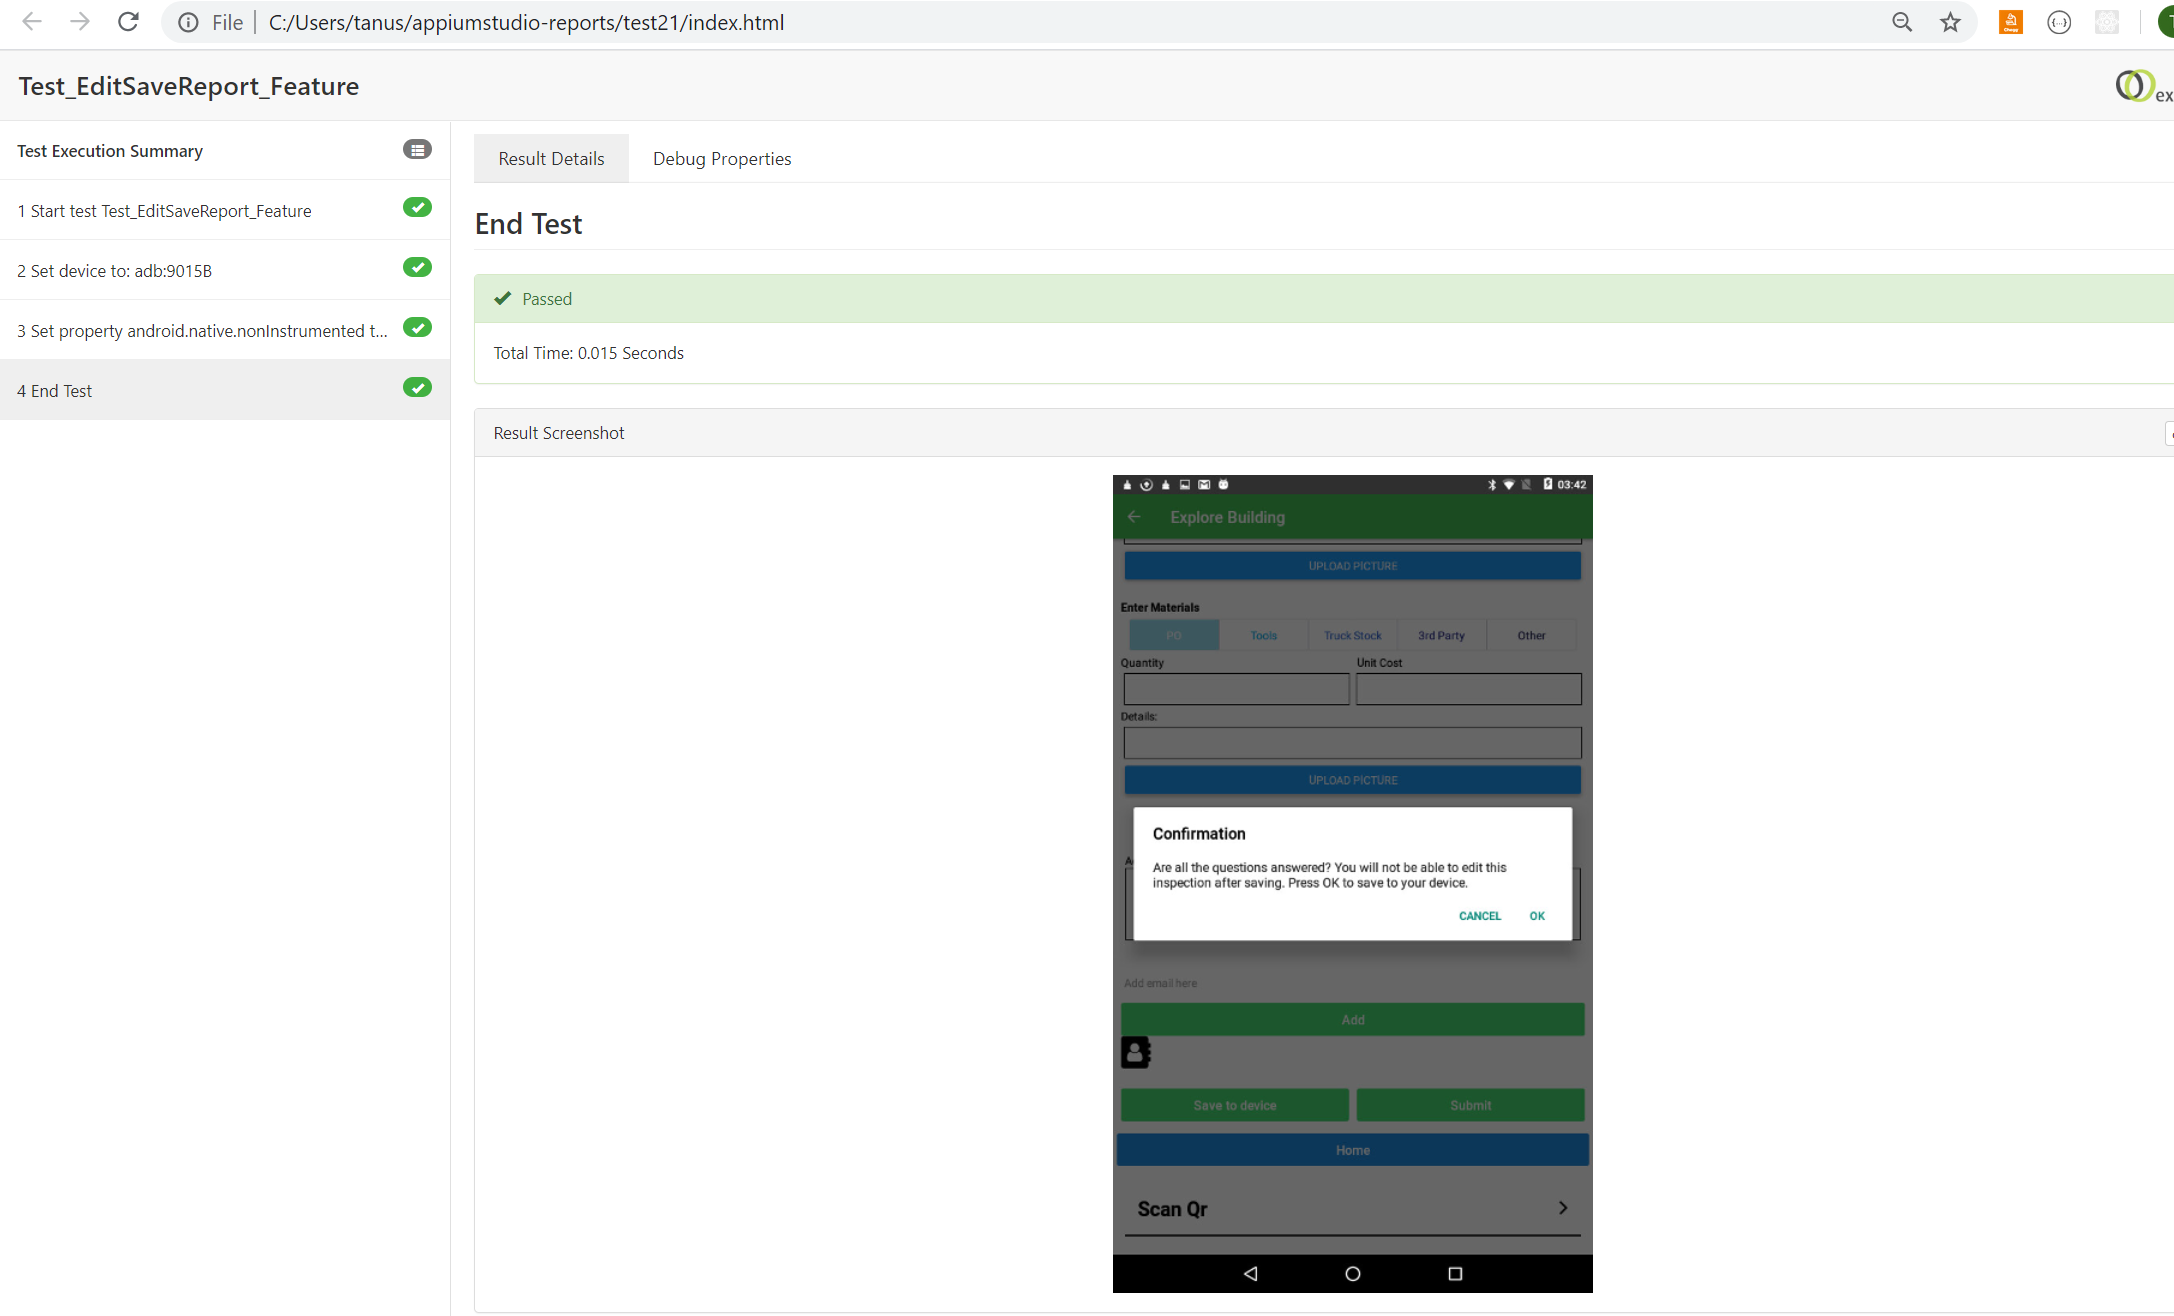 File | C:/Users/tanus/appiumstudio-reports/test21/index.html
Test_EditSaveReport_Feature
Test Execution Summary
1 Start test Test_EditSaveReport_Feature
2 Set device to: adb:9015B
3 Set property android.native.nonInstrumented t...
4 End Test
Result Details
Debug Properties
End Test
Passed
Total Time: 0.015 Seconds
Result Screenshot
03:42
Explore Building
UPLOAD PICTURE
Enter Materials
PO
Tools
Truck Stock
3rd Party
Other
Quantity
Unit Cost
Details:
UPLOAD PICTURE
Confirmation
Are all the questions answered? You will not be able to edit this
inspection after saving. Press OK to save to your device.
CANCEL
OK
Add email here
Add
Save to device
Submit
Home
Scan Qr